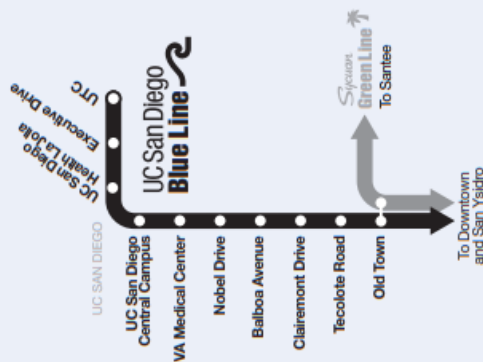 UTC
Executive Drive
UC San Diego
Health La Jolla
UC San Diego
Blue Line
UC SAN DIEGO
UC San Diego
Central Campus
VA Medical Center
Nobel Drive
Balboa Avenue
Clairemont Drive
Tecolote Road
Old Town
Sycuan
Green Line
To Santee
To Downtown
and San Ysidro